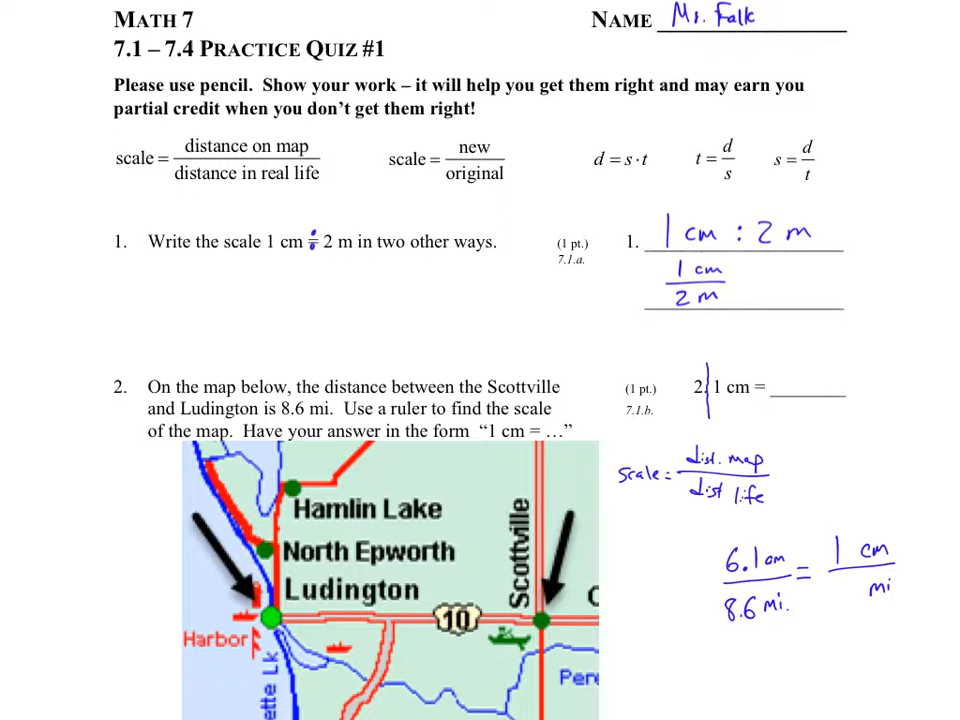 MATH 7 NAME Mr. Falk
7.1 – 7.4 PRACTICE QUIZ #1
Please use pencil. Show your work – it will help you get them right and may earn you
partial credit when you don't get them right!
scale = distance on map / distance in real life scale = new / original d = s · t t = d / s s = d / t
1. Write the scale 1 cm = 2 m in two other ways. (1 pt.) 1. 1 cm : 2 m
7.1.a.
1 cm / 2 m
2. On the map below, the distance between the Scottville (1 pt.) 2. 1 cm =
and Ludington is 8.6 mi. Use a ruler to find the scale 7.1.b.
of the map. Have your answer in the form “1 cm = …”
scale = dist. map / dist life
6.1 cm / 8.6 mi. = 1 cm / mi
Hamlin Lake
North Epworth
Ludington
Scottville
10
Harbor